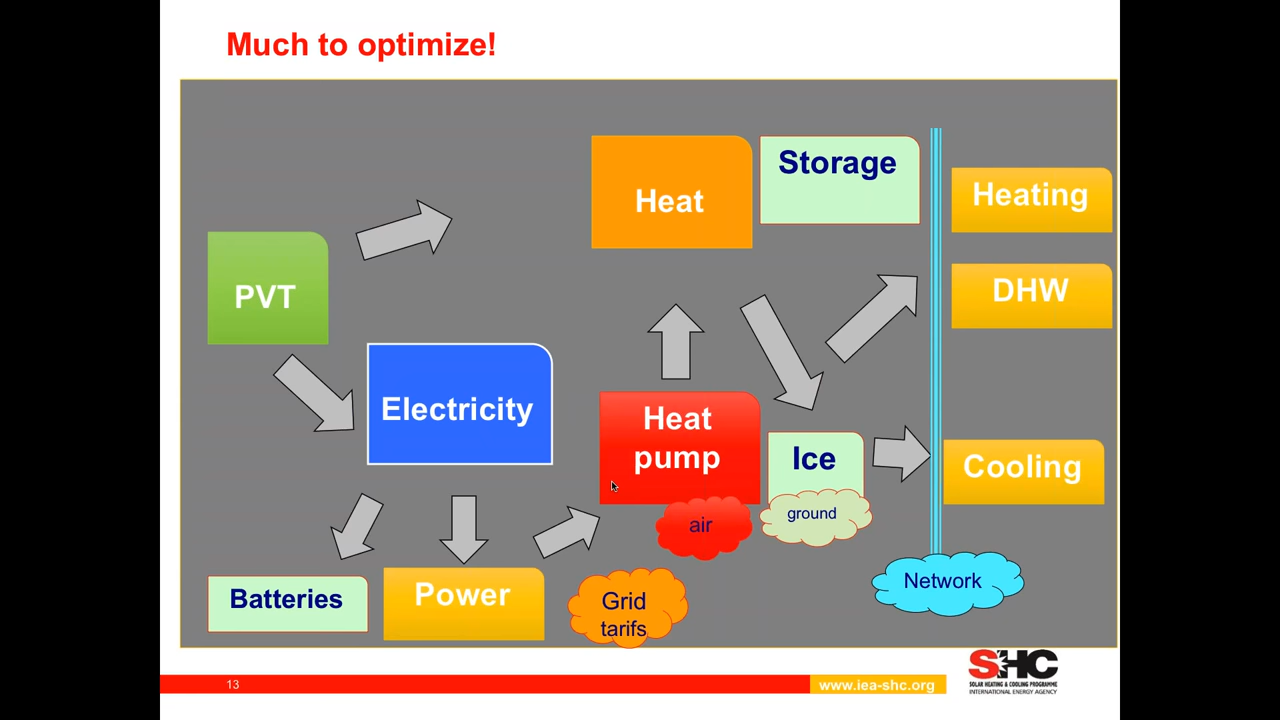 Much to optimize!
Heat
Storage
Heating
PVT
DHW
Electricity
Heat
pump
Ice
Cooling
air
ground
Batteries
Power
Grid
tarifs
Network
13
www.iea-shc.org
SHC
SOLAR HEATING & COOLING PROGRAMME
INTERNATIONAL ENERGY AGENCY